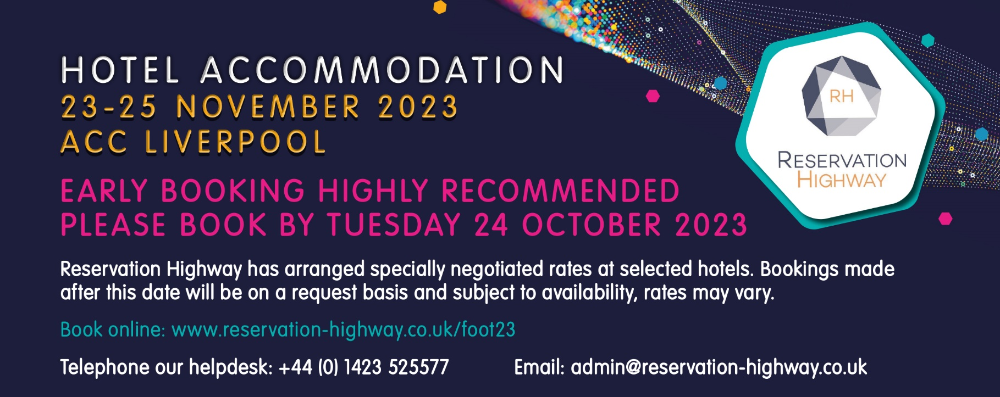 HOTEL ACCOMMODATION
23-25 NOVEMBER 2023
ACC LIVERPOOL
EARLY BOOKING HIGHLY RECOMMENDED
PLEASE BOOK BY TUESDAY 24 OCTOBER 2023
Reservation Highway has arranged specially negotiated rates at selected hotels. Bookings made
after this date will be on a request basis and subject to availability, rates may vary.
Book online: www.reservation-highway.co.uk/foot23
Telephone our helpdesk: +44 (0) 1423 525577 Email: admin@reservation-highway.co.uk
RH
RESERVATION
HIGHWAY